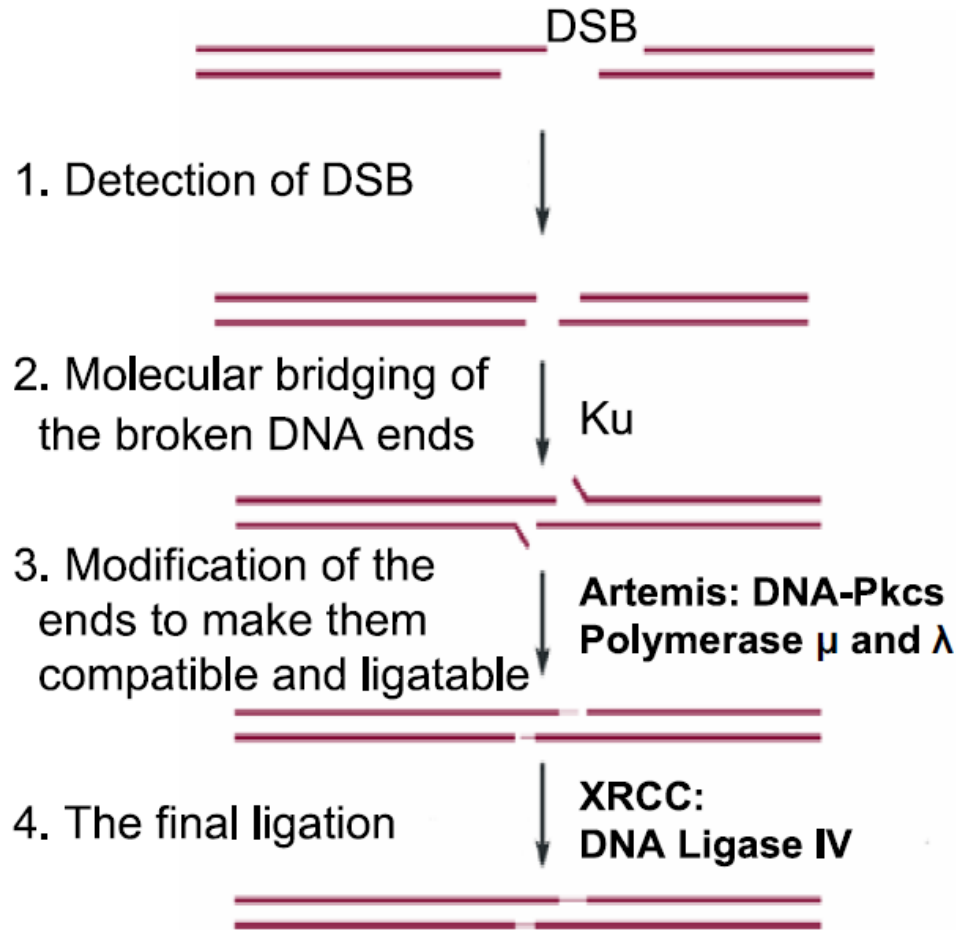 DSB
1. Detection of DSB
2. Molecular bridging of
the broken DNA ends
Ku
3. Modification of the
ends to make them
compatible and ligatable
Artemis: DNA-Pkcs
Polymerase μ and λ
4. The final ligation
XRCC:
DNA Ligase IV